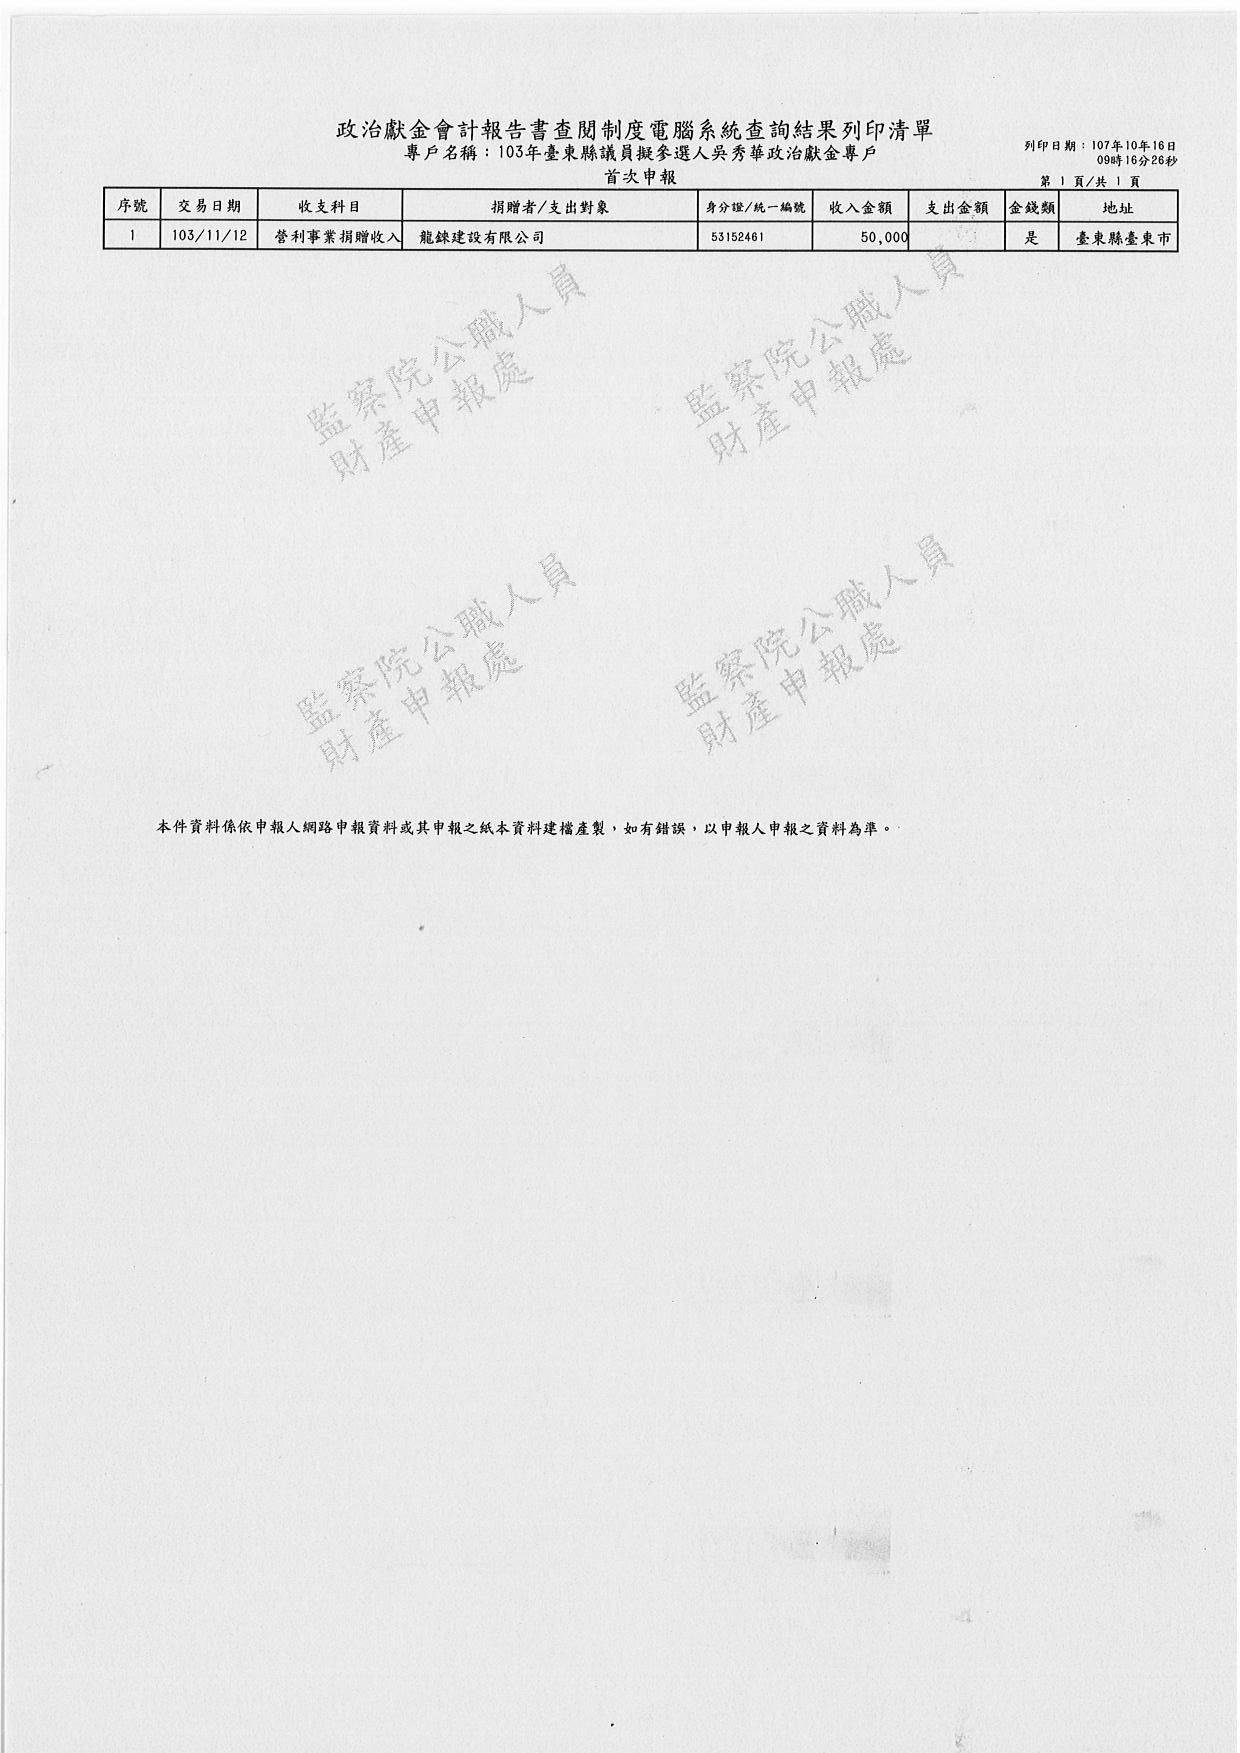 政治獻金會計報告書查閱制度電腦系統查詢結果列印清單
專戶名稱：103年臺東縣議員擬參選人吳秀華政治獻金專戶
列印日期：107年10月16日
09時16分26秒
首次申報
第 1 頁/共 1 頁
序號 交易日期 收支科目 捐贈者/支出對象 身分證/統一編號 收入金額 支出金額 金錢類 地址
1 103/11/12 營利事業捐贈收入 龍錸建設有限公司 53152461 50,000 是 臺東縣臺東市
監察院公職人員
財產申報處
監察院公職人員
財產申報處
監察院公職人員
財產申報處
監察院公職人員
財產申報處
本件資料係依申報人網路申報資料或其申報之紙本資料建檔產製，如有錯誤，以申報人申報之資料為準。